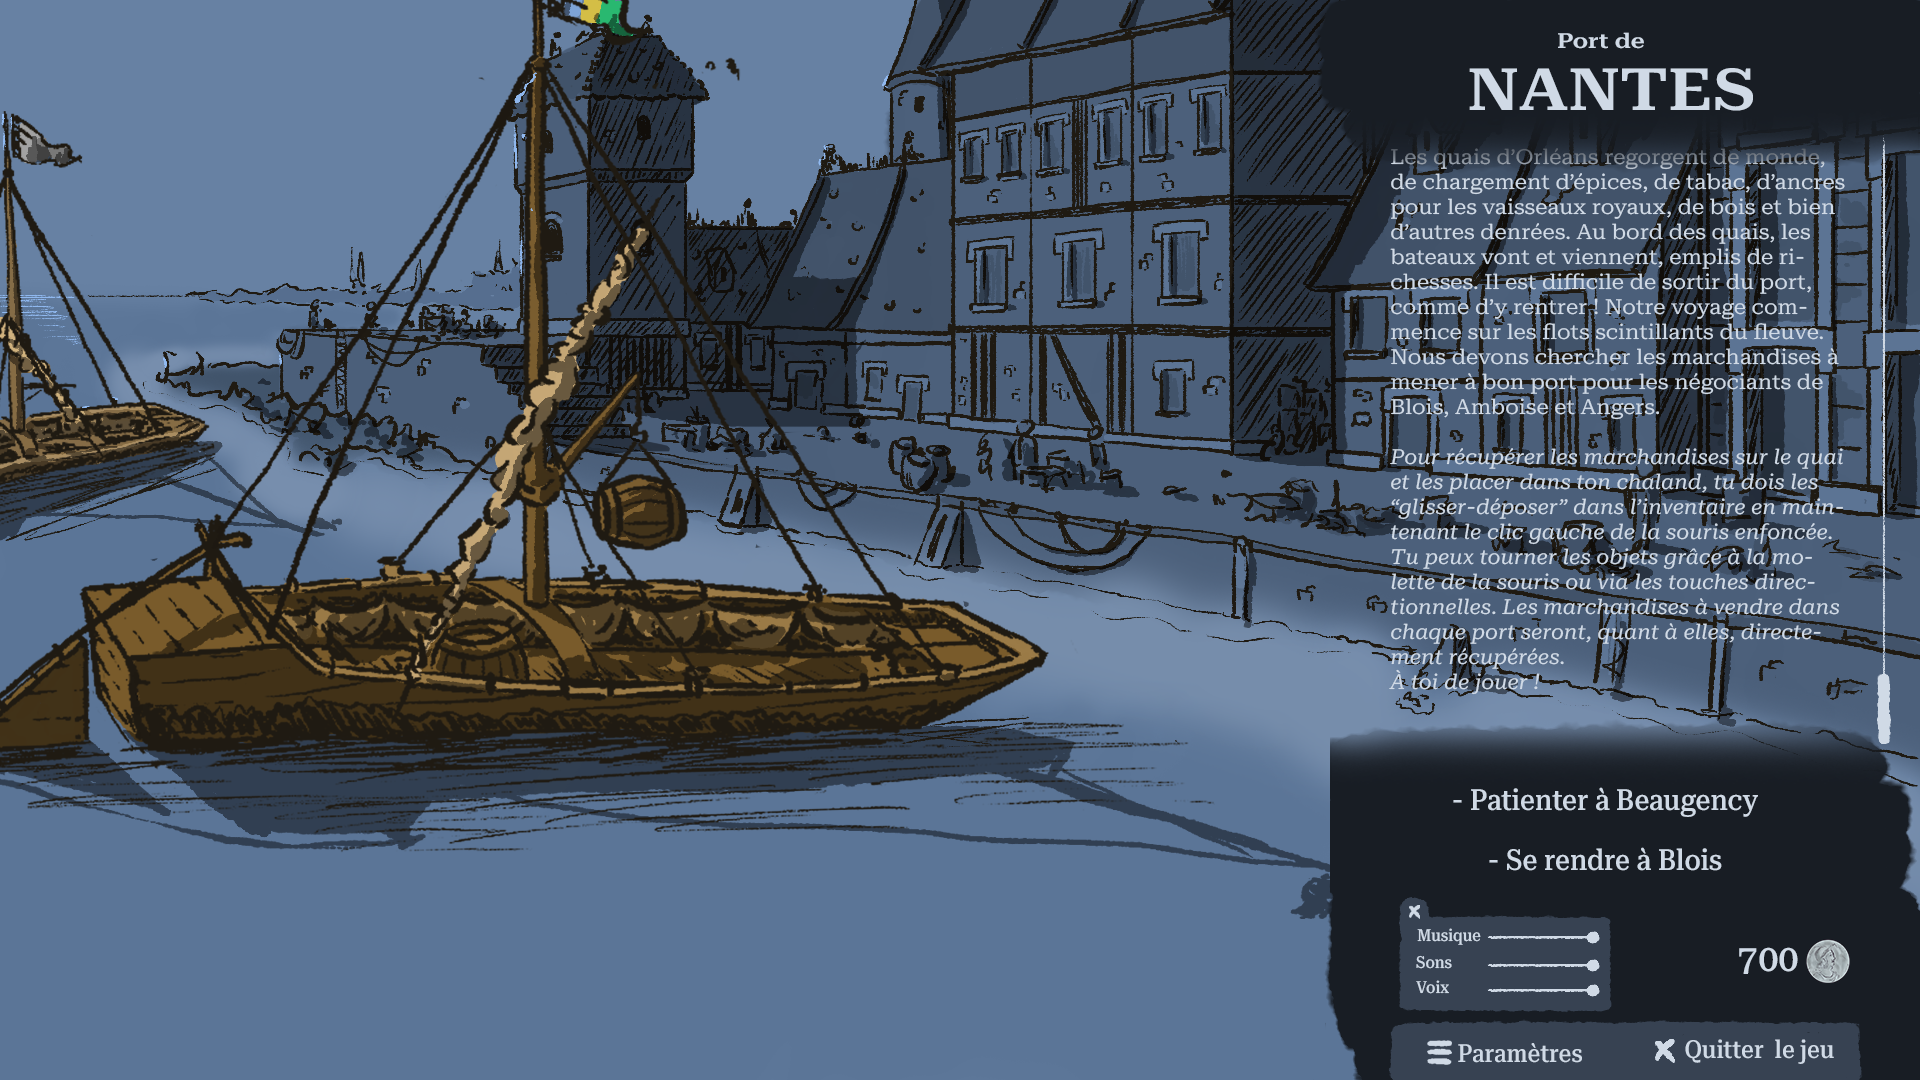 Port de
NANTES
Les quais d’Orléans regorgent de monde,
de chargement d’épices, de tabac, d’ancres
pour les vaisseaux royaux, de bois et bien
d’autres denrées. Au bord des quais, les
bateaux vont et viennent, emplis de ri-
chesses. Il est difficile de sortir du port,
comme d’y rentrer ! Notre voyage com-
mence sur les flots scintillants du fleuve.
Nous devons chercher les marchandises à
mener à bon port pour les négociants de
Blois, Amboise et Angers.
Pour récupérer les marchandises sur le quai
et les placer dans ton chaland, tu dois les
“glisser-déposer” dans l’inventaire en main-
tenant le clic gauche de la souris enfoncée.
Tu peux tourner les objets grâce à la mo-
lette de la souris ou via les touches direc-
tionnelles. Les marchandises à vendre dans
chaque port seront, quant à elles, directe-
ment récupérées.
À toi de jouer !
- Patienter à Beaugency
- Se rendre à Blois
Musique
Sons
Voix
700
Paramètres
Quitter le jeu